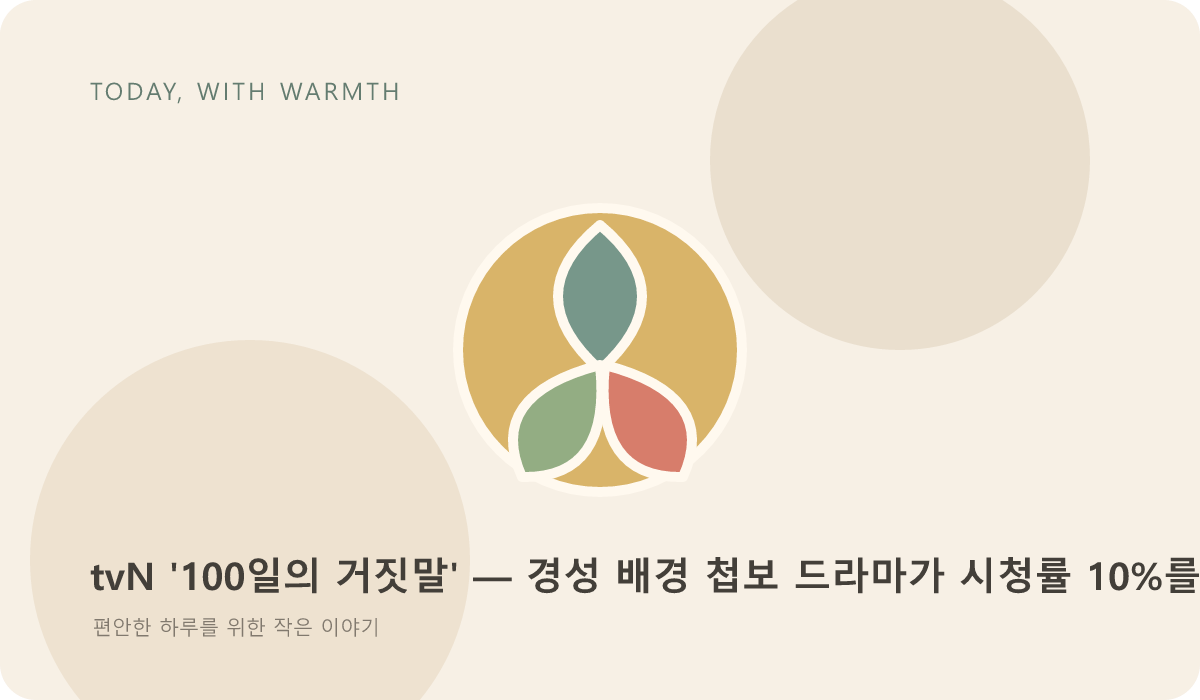 TODAY, WITH WARMTH
tvN '100일의 거짓말' — 경성 배경 첩보 드라마가 시청률 10%를
편안한 하루를 위한 작은 이야기